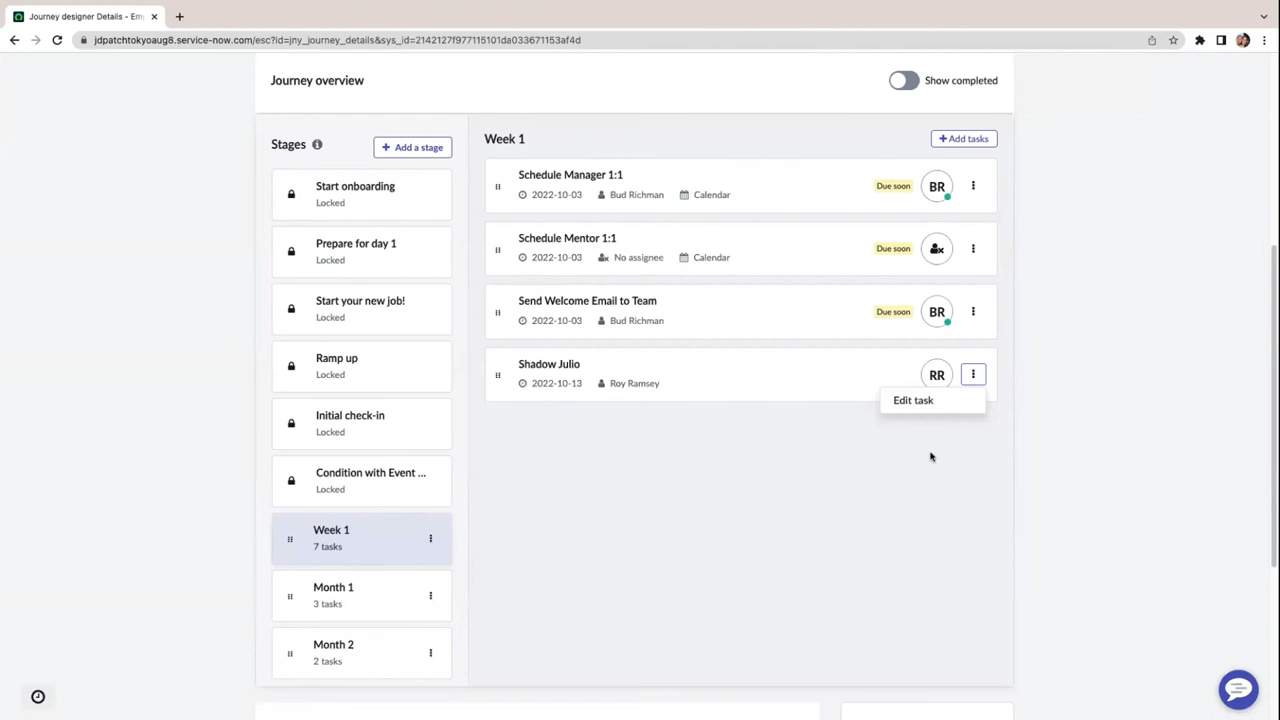 Journey designer Details - Em
jdpatchtokyoaug8.service-now.com/esc?id=jny_journey_details&sys_id=2142127f977115101da033671153af4d
Journey overview
Show completed
Stages
+ Add a stage
Start onboarding
Locked
Prepare for day 1
Locked
Start your new job!
Locked
Ramp up
Locked
Initial check-in
Locked
Condition with Event ...
Locked
Week 1
7 tasks
Month 1
3 tasks
Month 2
2 tasks
Week 1
+ Add tasks
Schedule Manager 1:1
2022-10-03 Bud Richman Calendar
Due soon
BR
Schedule Mentor 1:1
2022-10-03 No assignee Calendar
Due soon
Send Welcome Email to Team
2022-10-03 Bud Richman
Due soon
BR
Shadow Julio
2022-10-13 Roy Ramsey
RR
Edit task